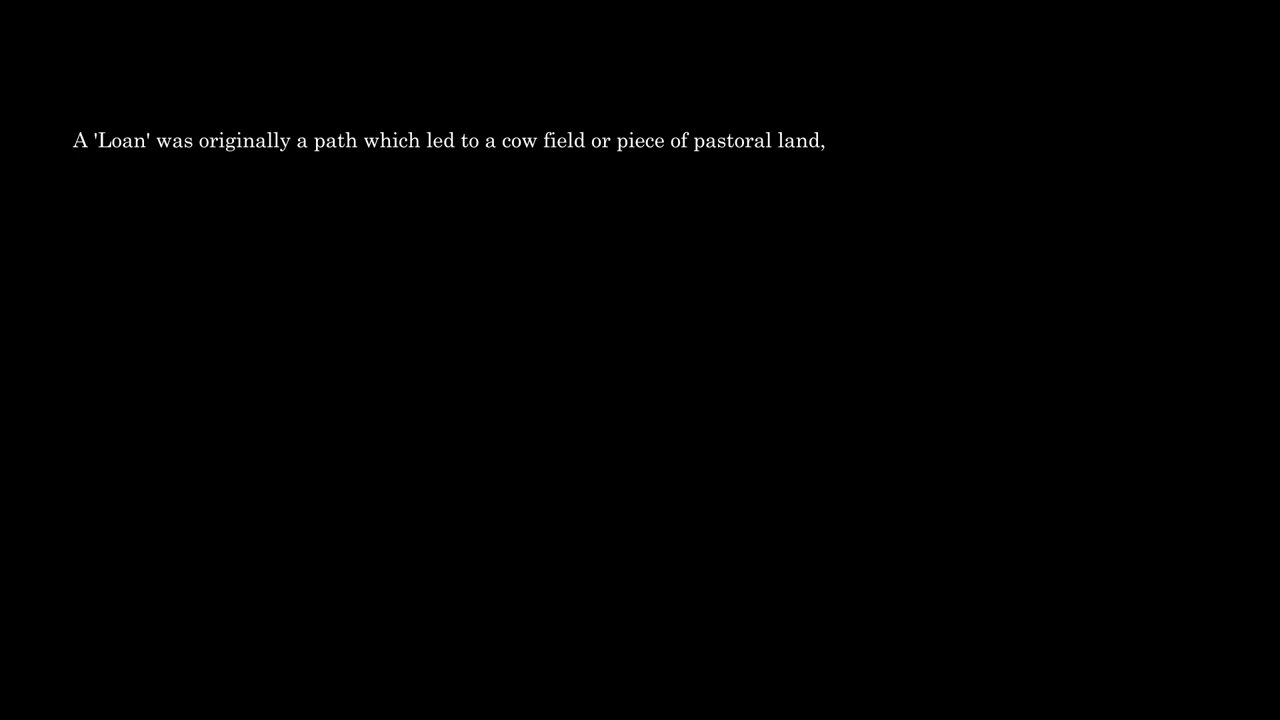 A 'Loan' was originally a path which led to a cow field or piece of pastoral land,